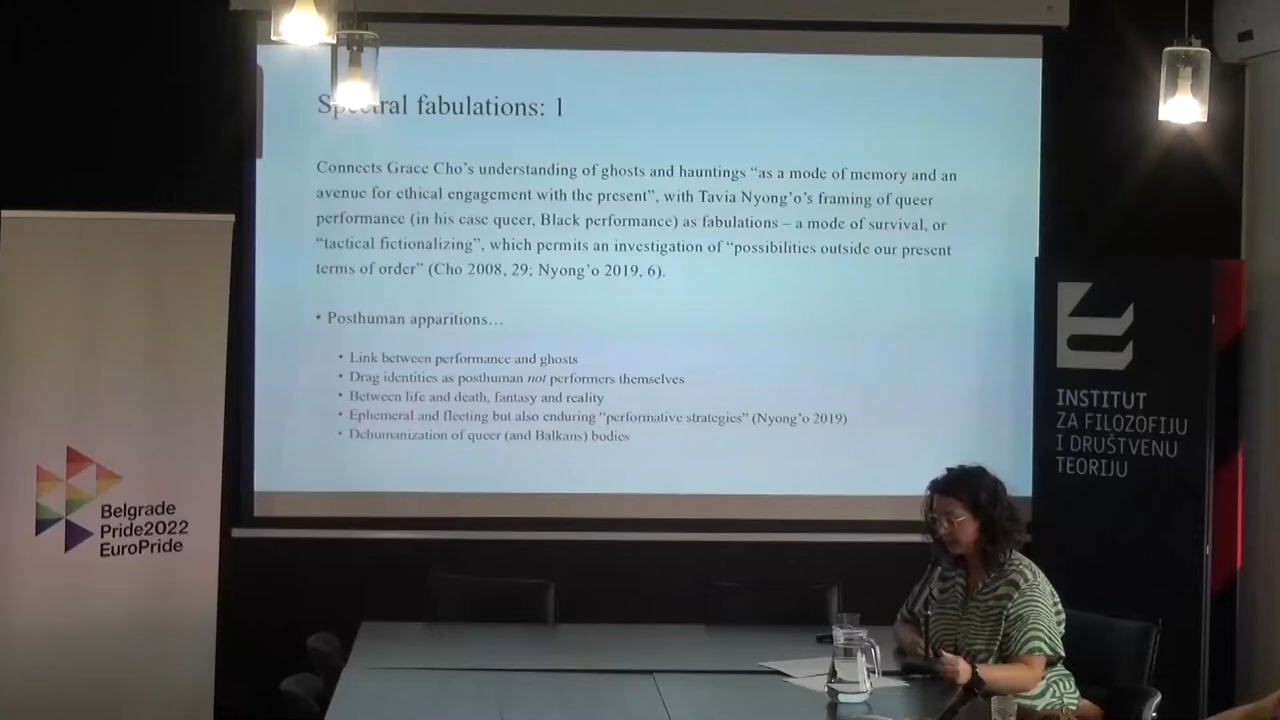 Spectral fabulations: 1
Connects Grace Cho's understanding of ghosts and hauntings “as a mode of memory and an
avenue for ethical engagement with the present”, with Tavia Nyong'o's framing of queer
performance (in his case queer, Black performance) as fabulations – a mode of survival, or
“tactical fictionalizing”, which permits an investigation of “possibilities outside our present
terms of order” (Cho 2008, 29; Nyong'o 2019, 6).
• Posthuman apparitions…
• Link between performance and ghosts
• Drag identities as posthuman not performers themselves
• Between life and death, fantasy and reality
• Ephemeral and fleeting but also enduring “performative strategies” (Nyong'o 2019)
• Dehumanization of queer (and Balkans) bodies
Belgrade
Pride2022
EuroPride
INSTITUT
ZA FILOZOFIJU
I DRUŠTVENU
TEORIJU